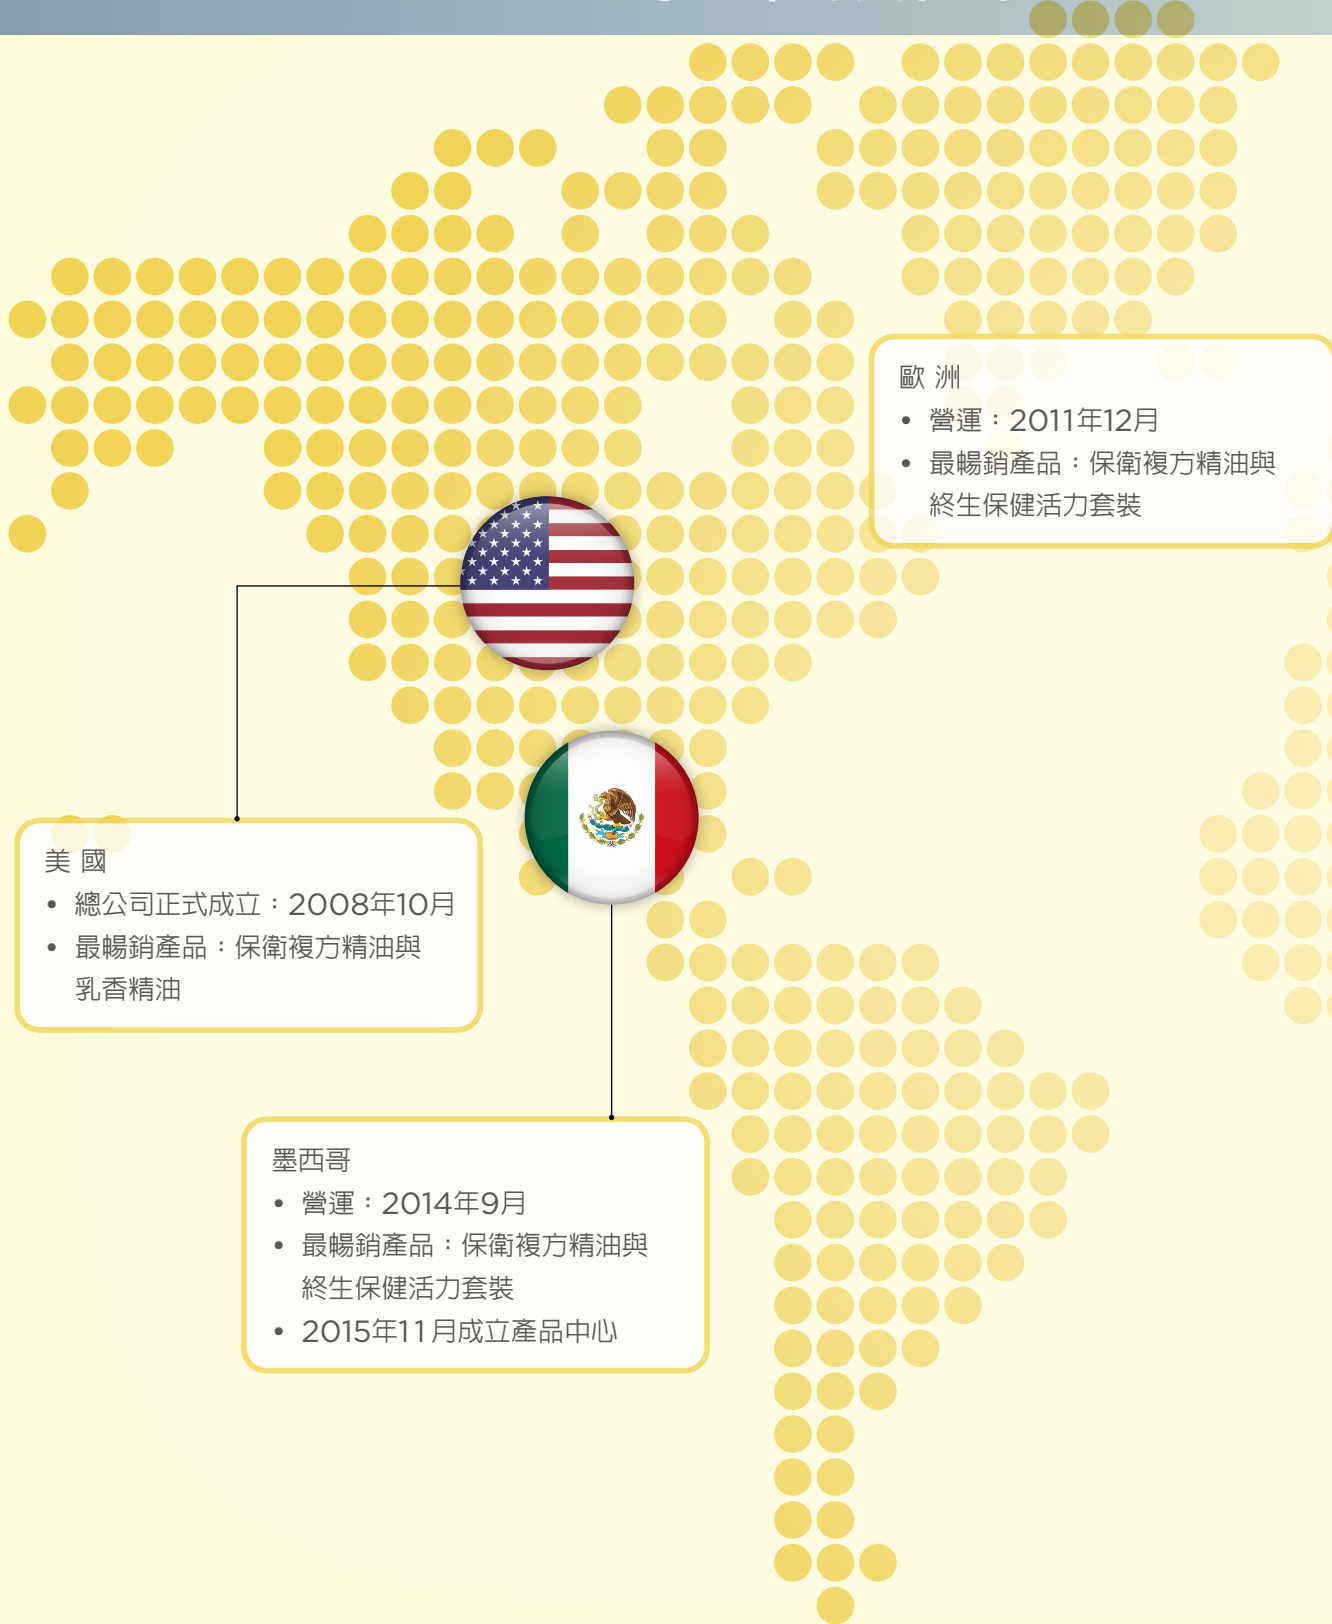 歐 洲
• 營運：2011年12月
• 最暢銷產品：保衛複方精油與
終生保健活力套裝
美 國
• 總公司正式成立：2008年10月
• 最暢銷產品：保衛複方精油與
乳香精油
墨西哥
• 營運：2014年9月
• 最暢銷產品：保衛複方精油與
終生保健活力套裝
• 2015年11月成立產品中心